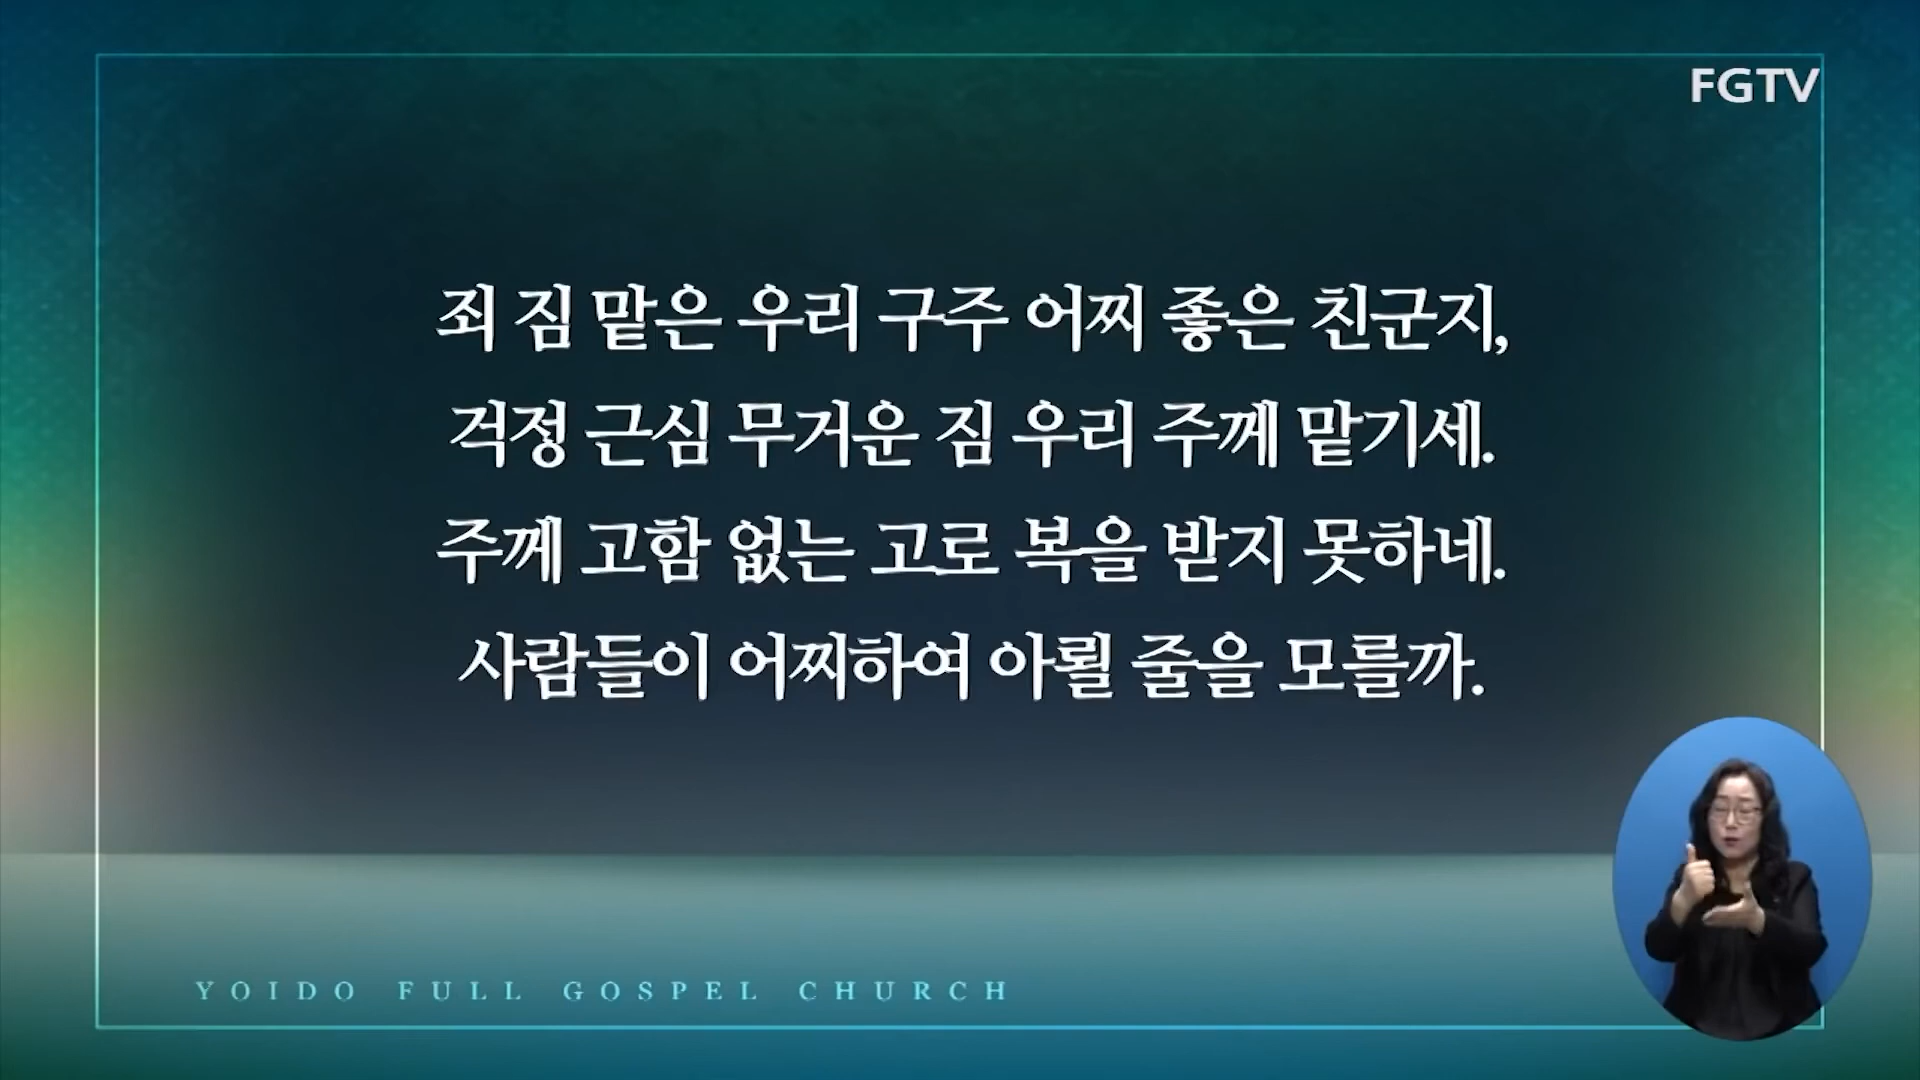 FGTV
죄 짐 맡은 우리 구주 어찌 좋은 친군지,
걱정 근심 무거운 짐 우리 주께 맡기세.
주께 고함 없는 고로 복을 받지 못하네.
사람들이 어찌하여 아뢸 줄을 모를까.
YOIDO FULL GOSPEL CHURCH